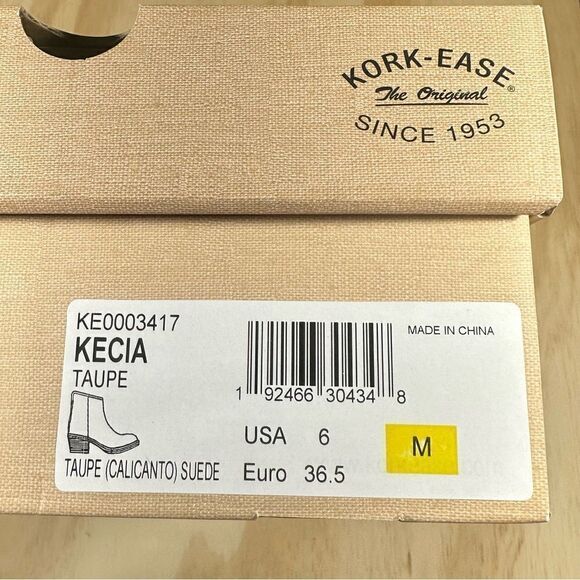 KORK-EASE®
The Original
SINCE 1953
KE0003417
KECIA
TAUPE
TAUPE (CALICANTO) SUEDE
1 92466 30434 8
USA 6
Euro 36.5
MADE IN CHINA
M